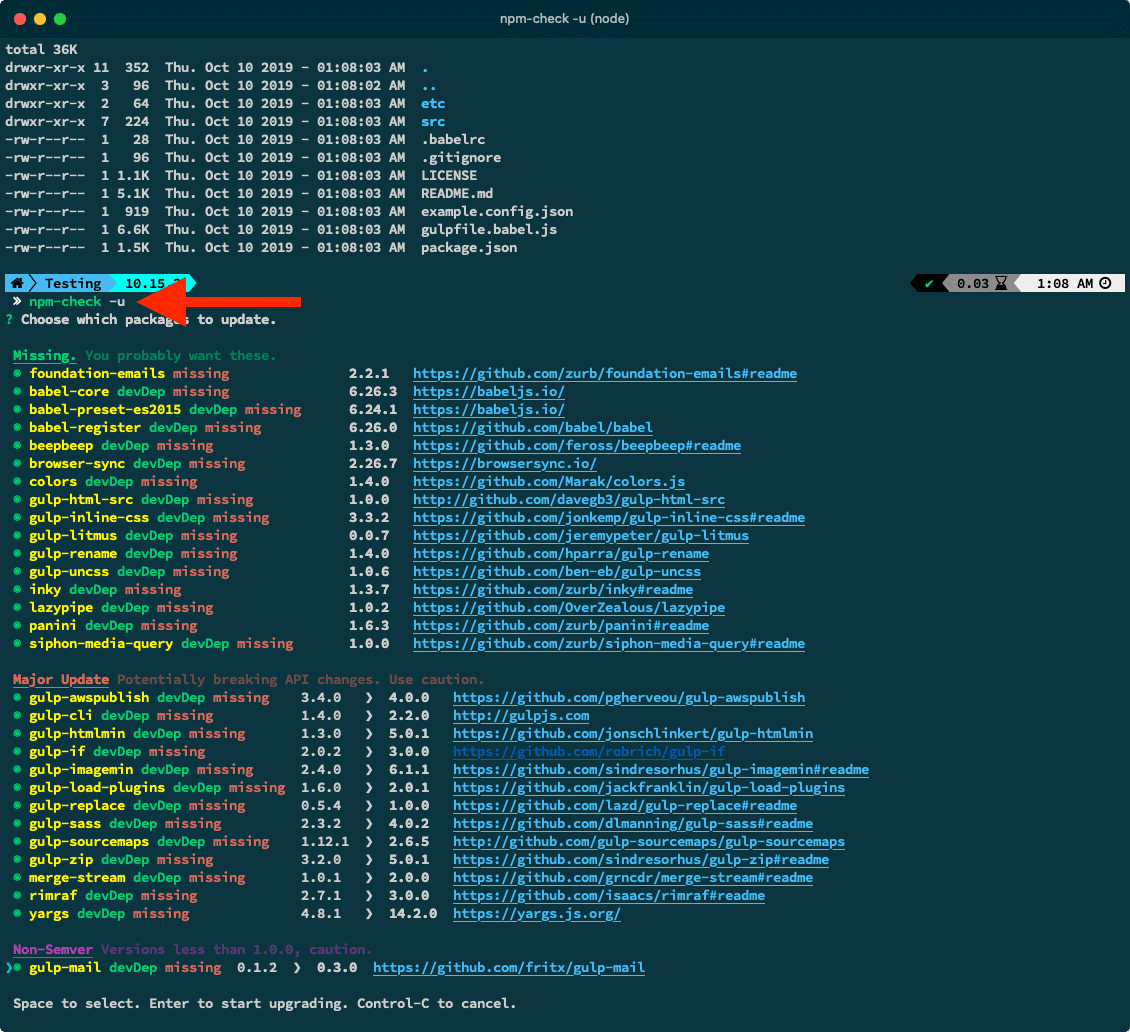 npm-check -u (node)
total 36K
drwxr-xr-x 11 352 Thu. Oct 10 2019 - 01:08:03 AM .
drwxr-xr-x 3 96 Thu. Oct 10 2019 - 01:08:02 AM ..
drwxr-xr-x 2 64 Thu. Oct 10 2019 - 01:08:03 AM etc
drwxr-xr-x 7 224 Thu. Oct 10 2019 - 01:08:03 AM src
-rw-r--r-- 1 28 Thu. Oct 10 2019 - 01:08:03 AM .babelrc
-rw-r--r-- 1 96 Thu. Oct 10 2019 - 01:08:03 AM .gitignore
-rw-r--r-- 1 1.1K Thu. Oct 10 2019 - 01:08:03 AM LICENSE
-rw-r--r-- 1 5.1K Thu. Oct 10 2019 - 01:08:03 AM README.md
-rw-r--r-- 1 919 Thu. Oct 10 2019 - 01:08:03 AM example.config.json
-rw-r--r-- 1 6.6K Thu. Oct 10 2019 - 01:08:03 AM gulpfile.babel.js
-rw-r--r-- 1 1.5K Thu. Oct 10 2019 - 01:08:03 AM package.json
Testing 10.15 ✔ 0.03 1:08 AM
» npm-check -u
? Choose which packages to update.
Missing. You probably want these.
foundation-emails missing 2.2.1 https://github.com/zurb/foundation-emails#readme
babel-core devDep missing 6.26.3 https://babeljs.io/
babel-preset-es2015 devDep missing 6.24.1 https://babeljs.io/
babel-register devDep missing 6.26.0 https://github.com/babel/babel
beepbeep devDep missing 1.3.0 https://github.com/feross/beepbeep#readme
browser-sync devDep missing 2.26.7 https://browsersync.io/
colors devDep missing 1.4.0 https://github.com/Marak/colors.js
gulp-html-src devDep missing 1.0.0 http://github.com/davegb3/gulp-html-src
gulp-inline-css devDep missing 3.3.2 https://github.com/jonkemp/gulp-inline-css#readme
gulp-litmus devDep missing 0.0.7 https://github.com/jeremypeter/gulp-litmus
gulp-rename devDep missing 1.4.0 https://github.com/hparra/gulp-rename
gulp-uncss devDep missing 1.0.6 https://github.com/ben-eb/gulp-uncss
inky devDep missing 1.3.7 https://github.com/zurb/inky#readme
lazypipe devDep missing 1.0.2 https://github.com/OverZealous/lazypipe
panini devDep missing 1.6.3 https://github.com/zurb/panini#readme
siphon-media-query devDep missing 1.0.0 https://github.com/zurb/siphon-media-query#readme
Major Update Potentially breaking API changes. Use caution.
gulp-awspublish devDep missing 3.4.0 ❯ 4.0.0 https://github.com/pgherveou/gulp-awspublish
gulp-cli devDep missing 1.4.0 ❯ 2.2.0 http://gulpjs.com
gulp-htmlmin devDep missing 1.3.0 ❯ 5.0.1 https://github.com/jonschlinkert/gulp-htmlmin
gulp-if devDep missing 2.0.2 ❯ 3.0.0 https://github.com/robrich/gulp-if
gulp-imagemin devDep missing 2.4.0 ❯ 6.1.1 https://github.com/sindresorhus/gulp-imagemin#readme
gulp-load-plugins devDep missing 1.6.0 ❯ 2.0.1 https://github.com/jackfranklin/gulp-load-plugins
gulp-replace devDep missing 0.5.4 ❯ 1.0.0 https://github.com/lazd/gulp-replace#readme
gulp-sass devDep missing 2.3.2 ❯ 4.0.2 https://github.com/dlmanning/gulp-sass#readme
gulp-sourcemaps devDep missing 1.12.1 ❯ 2.6.5 http://github.com/gulp-sourcemaps/gulp-sourcemaps
gulp-zip devDep missing 3.2.0 ❯ 5.0.1 https://github.com/sindresorhus/gulp-zip#readme
merge-stream devDep missing 1.0.1 ❯ 2.0.0 https://github.com/grncdr/merge-stream#readme
rimraf devDep missing 2.7.1 ❯ 3.0.0 https://github.com/isaacs/rimraf#readme
yargs devDep missing 4.8.1 ❯ 14.2.0 https://yargs.js.org/
Non-Semver Versions less than 1.0.0, caution.
❯ gulp-mail devDep missing 0.1.2 ❯ 0.3.0 https://github.com/fritx/gulp-mail
Space to select. Enter to start upgrading. Control-C to cancel.